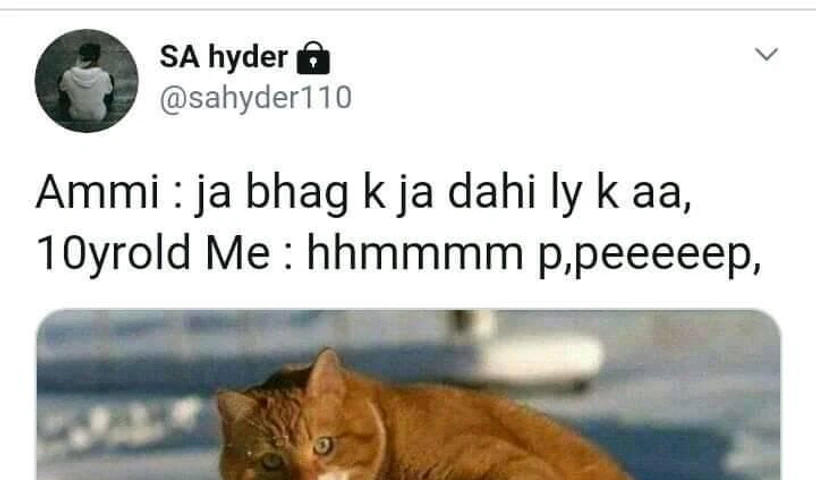 SA hyder
@sahyder110
Ammi : ja bhag k ja dahi ly k aa,
10yrold Me : hhmmmm p,peeeeep,